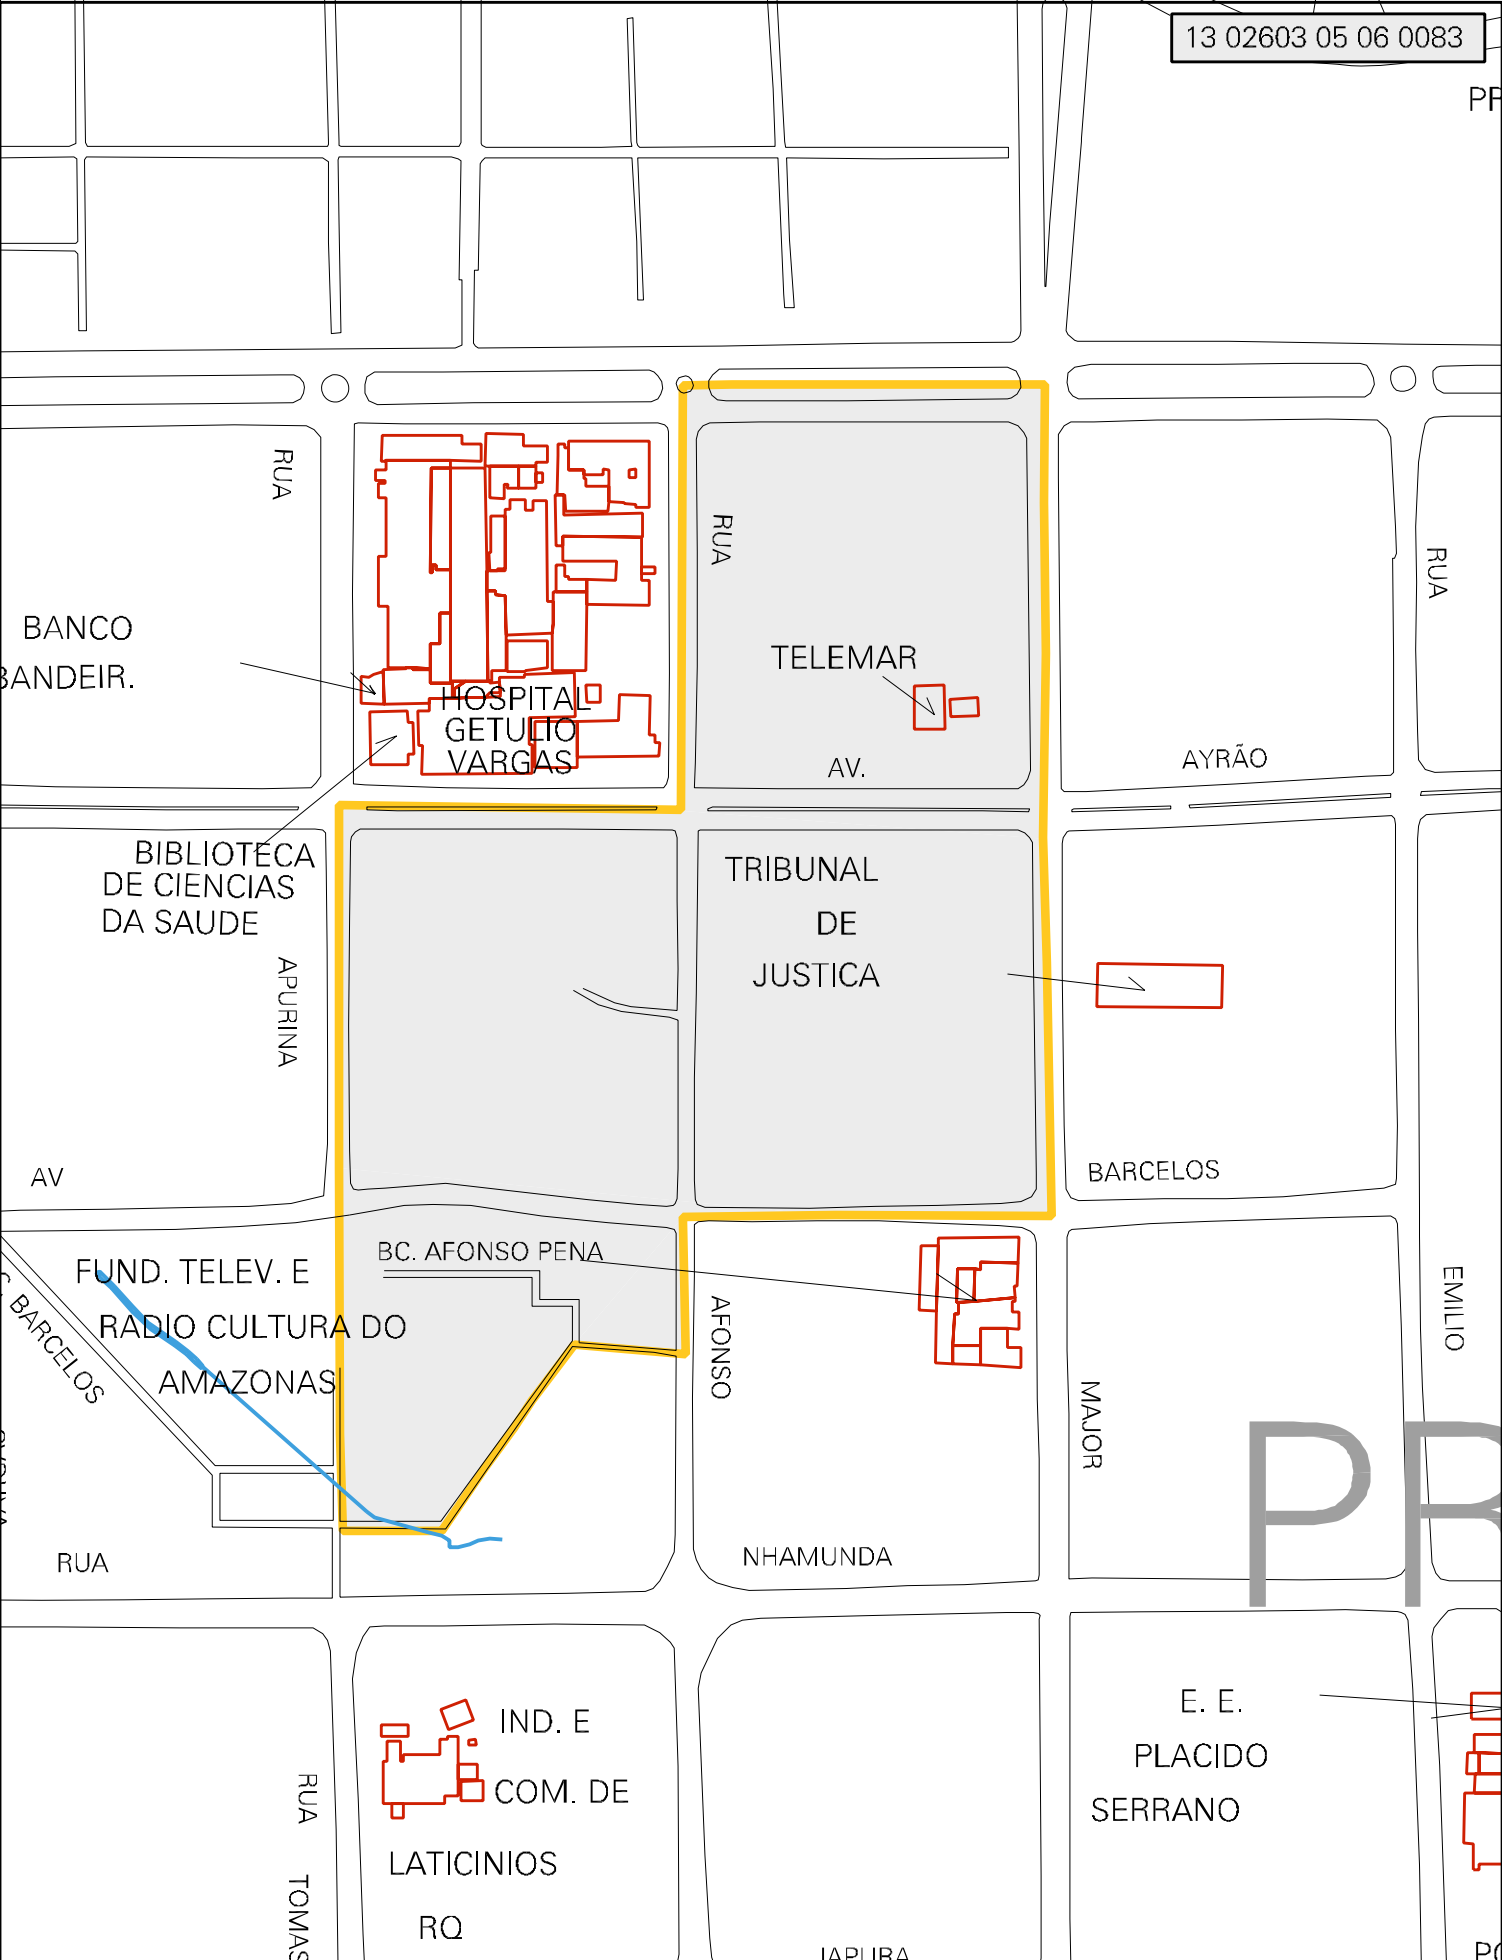 13 02603 05 06 0083
RUA
RUA
RUA
BANCO
BANDEIR.
TELEMAR
HOSPITAL
GETULIO
VARGAS
AV.
AYRÃO
BIBLIOTECA
DE CIENCIAS
DA SAUDE
TRIBUNAL
DE
JUSTICA
APURINA
AV
BARCELOS
BC. AFONSO PENA
FUND. TELEV. E
RADIO CULTURA DO
AMAZONAS
BARCELOS
AFONSO
EMILIO
MAJOR
RUA
NHAMUNDA
PR
E. E.
PLACIDO
SERRANO
IND. E
COM. DE
LATICINIOS
RQ
RUA
TOMAS
JAPURA